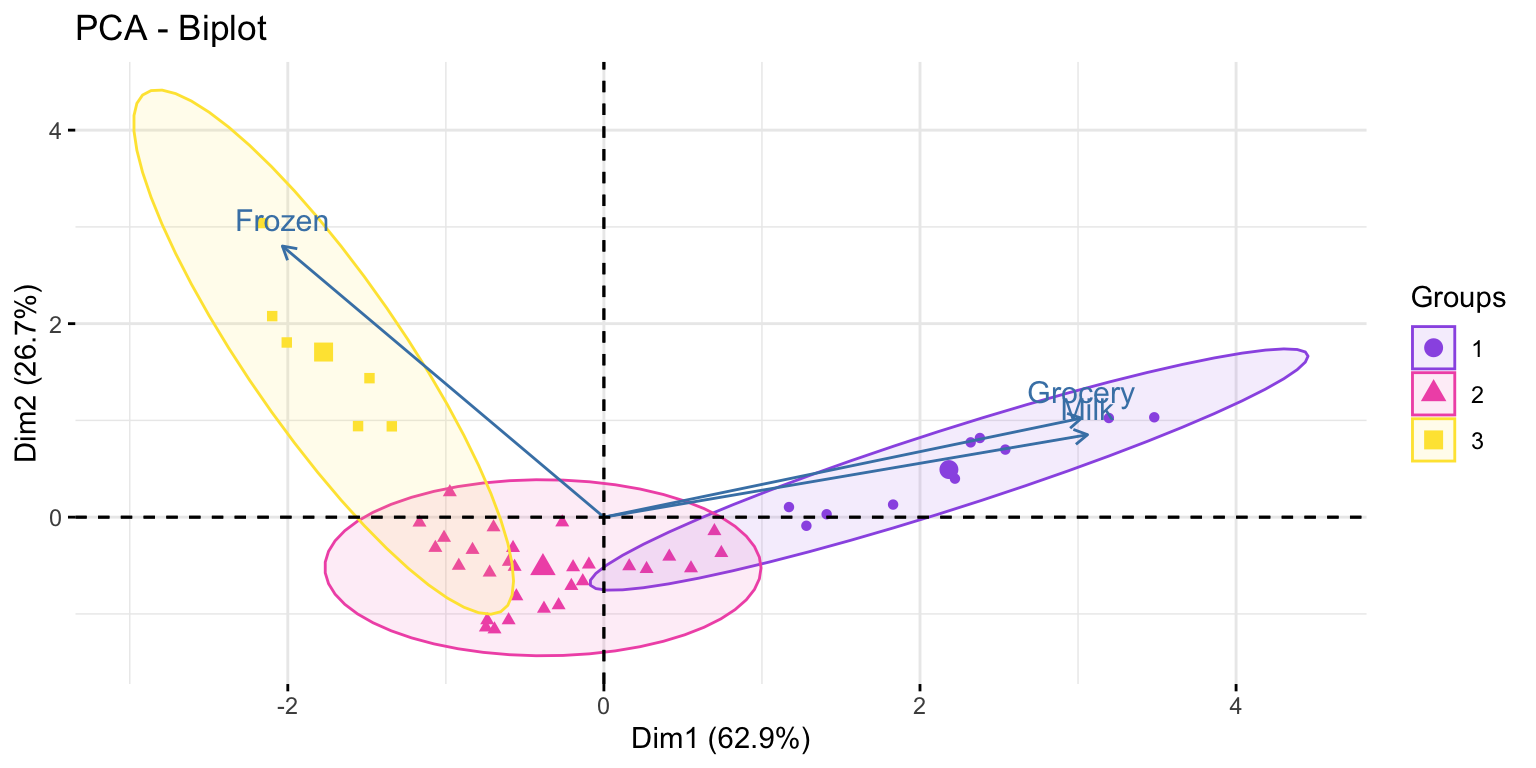 PCA - Biplot
Dim2 (26.7%)
4
2
0
Frozen
Grocery
Milk
-2
0
2
4
Dim1 (62.9%)
Groups
1
2
3